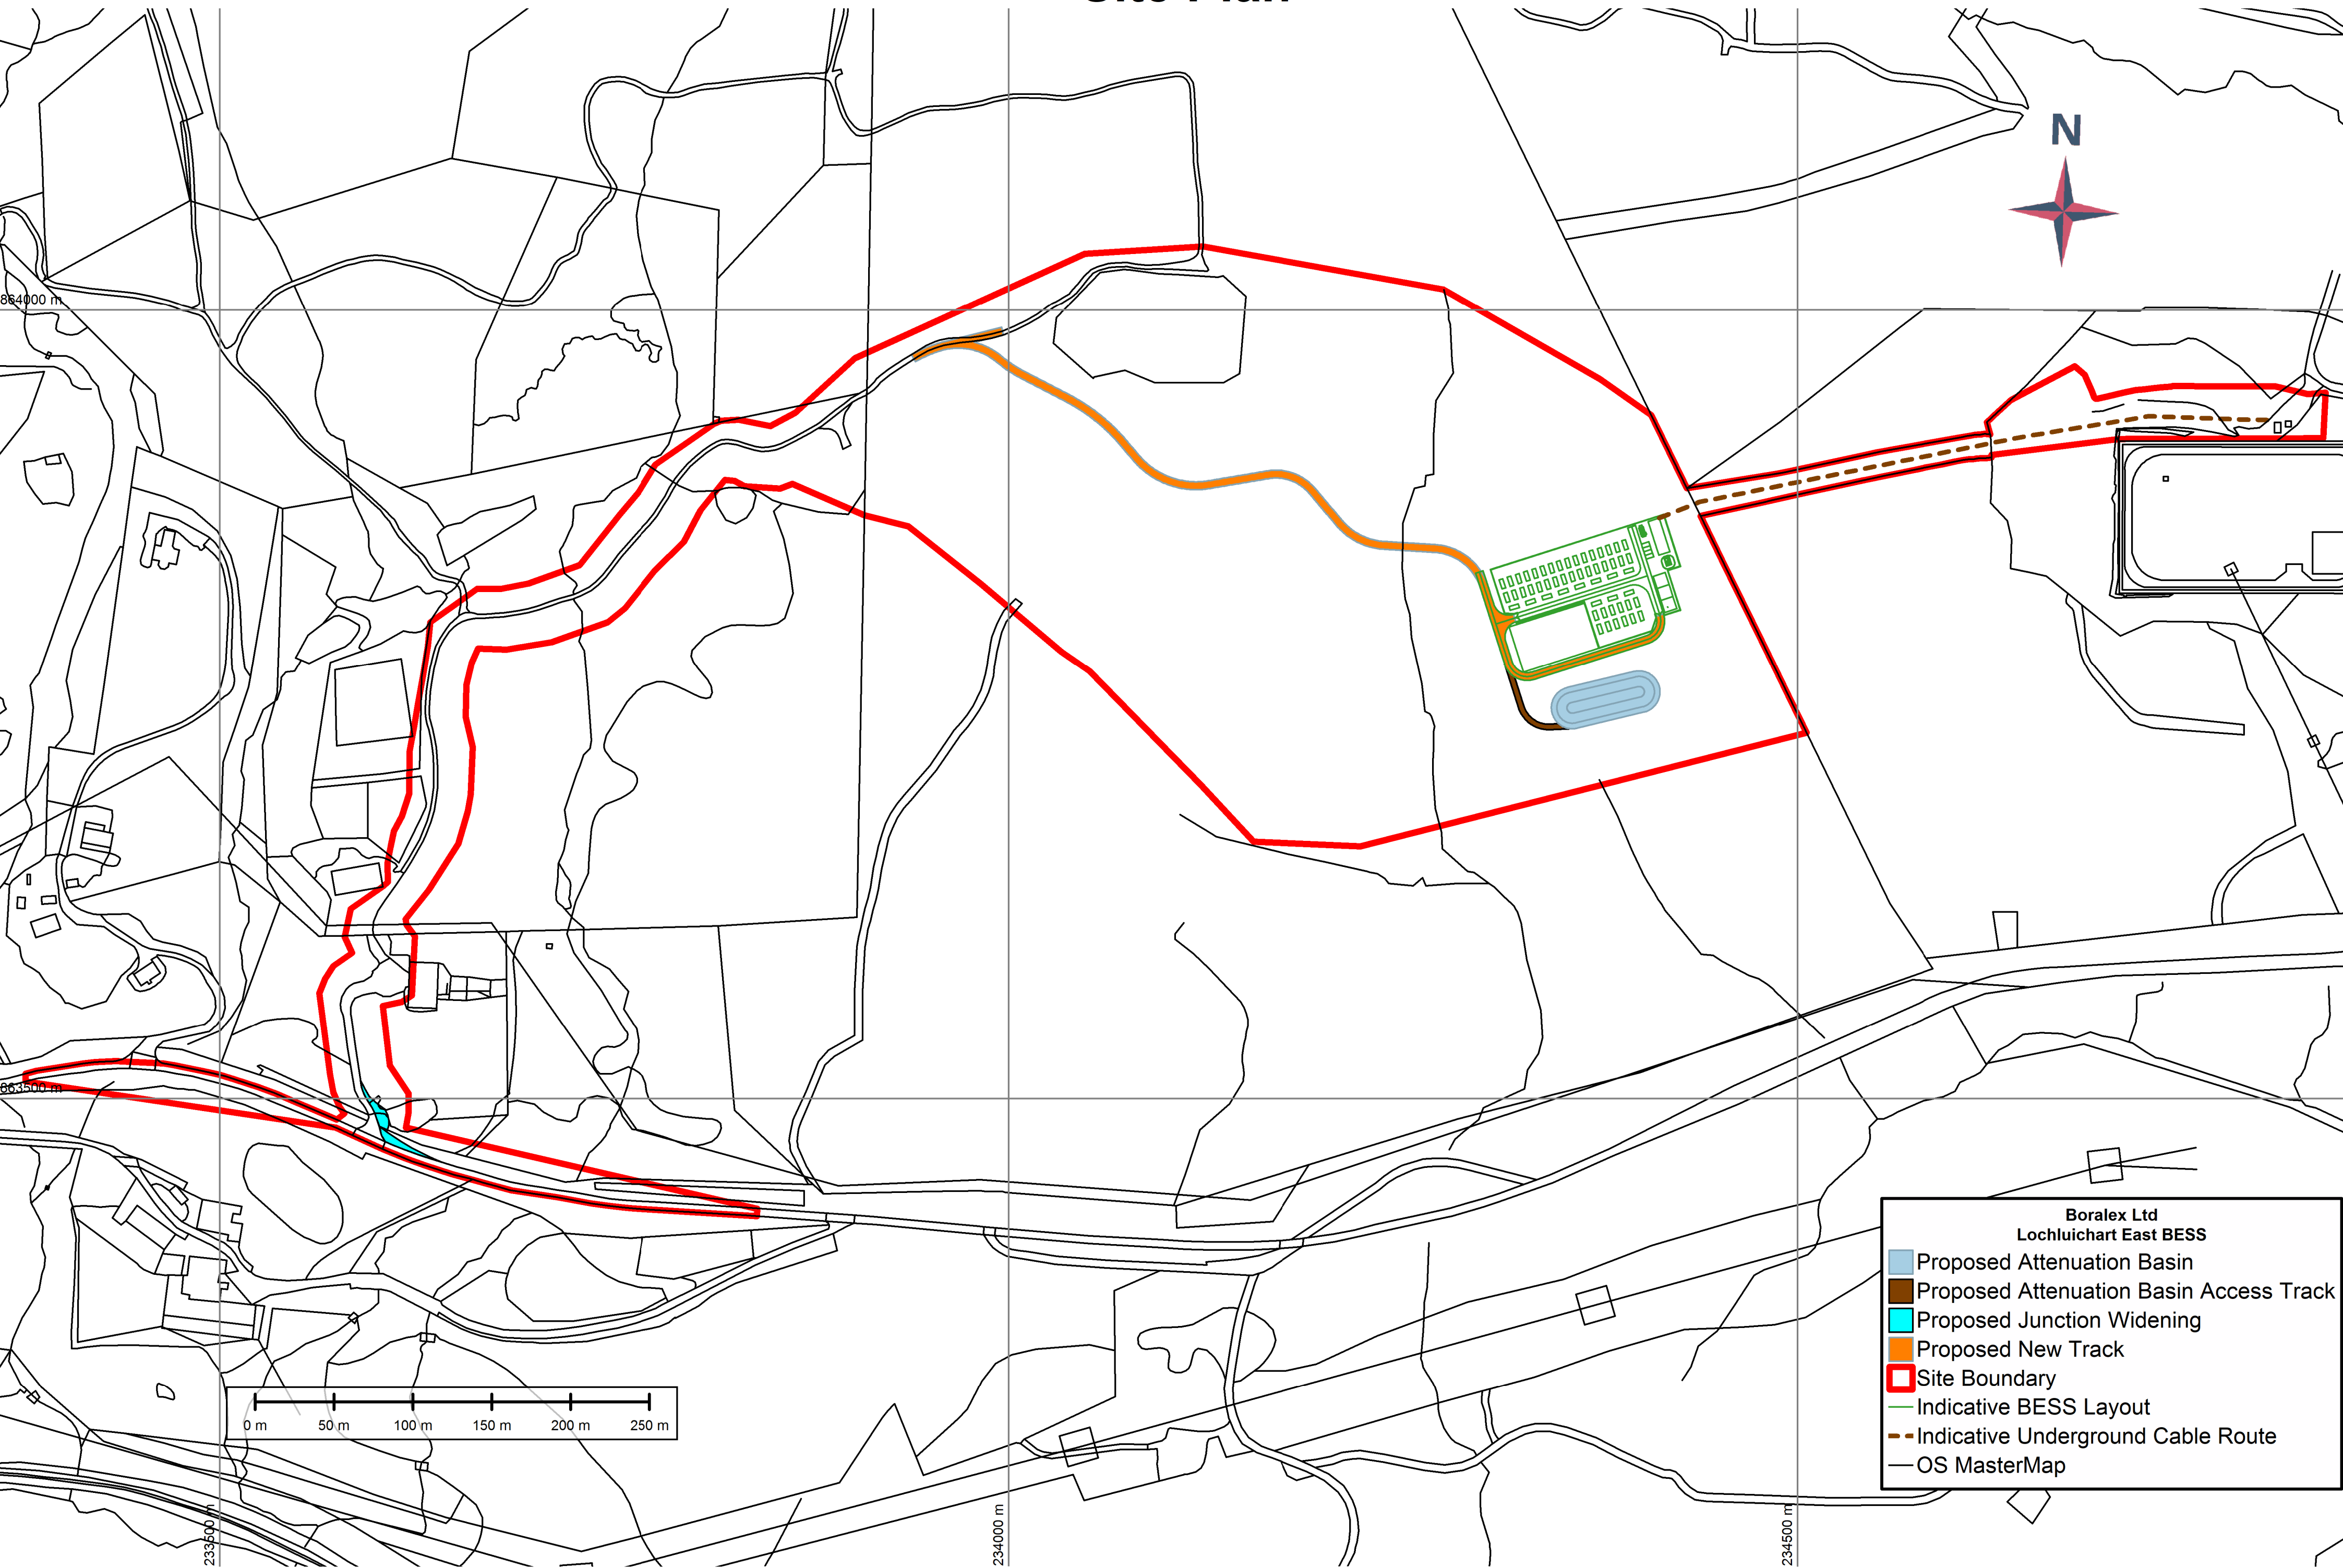 Site Plan
N
864000 m
863500 m
233500 m
234000 m
234500 m
0 m
50 m
100 m
150 m
200 m
250 m
Boralex Ltd
Lochluichart East BESS
Proposed Attenuation Basin
Proposed Attenuation Basin Access Track
Proposed Junction Widening
Proposed New Track
Site Boundary
Indicative BESS Layout
Indicative Underground Cable Route
OS MasterMap